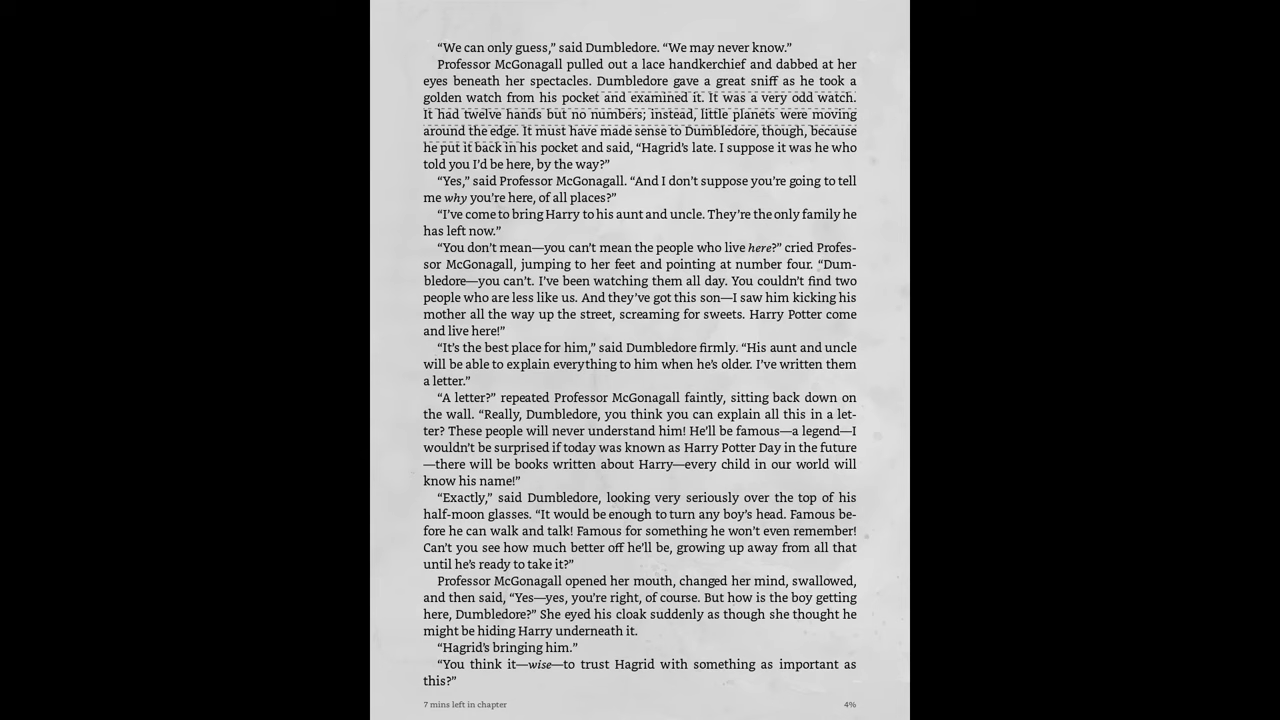 “We can only guess,” said Dumbledore. “We may never know.”
Professor McGonagall pulled out a lace handkerchief and dabbed at her
eyes beneath her spectacles. Dumbledore gave a great sniff as he took a
golden watch from his pocket and examined it. It was a very odd watch.
It had twelve hands but no numbers; instead, little planets were moving
around the edge. It must have made sense to Dumbledore, though, because
he put it back in his pocket and said, “Hagrid’s late. I suppose it was he who
told you I’d be here, by the way?”
“Yes,” said Professor McGonagall. “And I don’t suppose you’re going to tell
me why you’re here, of all places?”
“I’ve come to bring Harry to his aunt and uncle. They’re the only family he
has left now.”
“You don’t mean—you can’t mean the people who live here?” cried Profes-
sor McGonagall, jumping to her feet and pointing at number four. “Dum-
bledore—you can’t. I’ve been watching them all day. You couldn’t find two
people who are less like us. And they’ve got this son—I saw him kicking his
mother all the way up the street, screaming for sweets. Harry Potter come
and live here!”
“It’s the best place for him,” said Dumbledore firmly. “His aunt and uncle
will be able to explain everything to him when he’s older. I’ve written them
a letter.”
“A letter?” repeated Professor McGonagall faintly, sitting back down on
the wall. “Really, Dumbledore, you think you can explain all this in a let-
ter? These people will never understand him! He’ll be famous—a legend—I
wouldn’t be surprised if today was known as Harry Potter Day in the future
—there will be books written about Harry—every child in our world will
know his name!”
“Exactly,” said Dumbledore, looking very seriously over the top of his
half-moon glasses. “It would be enough to turn any boy’s head. Famous be-
fore he can walk and talk! Famous for something he won’t even remember!
Can’t you see how much better off he’ll be, growing up away from all that
until he’s ready to take it?”
Professor McGonagall opened her mouth, changed her mind, swallowed,
and then said, “Yes—yes, you’re right, of course. But how is the boy getting
here, Dumbledore?” She eyed his cloak suddenly as though she thought he
might be hiding Harry underneath it.
“Hagrid’s bringing him.”
“You think it—wise—to trust Hagrid with something as important as
this?”
7 mins left in chapter
4%